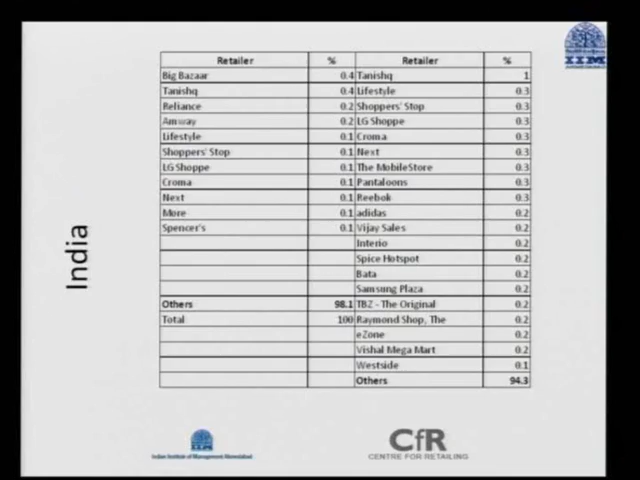 IIM
Retailer % Retailer %
Big Bazaar 0.4 Tanishq 1
Tanishq 0.4 Lifestyle 0.3
Reliance 0.2 Shoppers' Stop 0.3
Amway 0.2 LG Shoppe 0.3
Lifestyle 0.1 Croma 0.3
Shoppers' Stop 0.1 Next 0.3
LG Shoppe 0.1 The MobileStore 0.3
Croma 0.1 Pantaloons 0.3
Next 0.1 Reebok 0.3
More 0.1 adidas 0.2
Spencer's 0.1 Vijay Sales 0.2
Interio 0.2
Spice Hotspot 0.2
Bata 0.2
Samsung Plaza 0.2
Others 98.1 TBZ - The Original 0.2
Total 100 Raymond Shop, The 0.2
eZone 0.2
Vishal Mega Mart 0.2
Westside 0.1
Others 94.3
India
IIM
Indian Institute of Management Ahmedabad
CfR
CENTRE FOR RETAILING